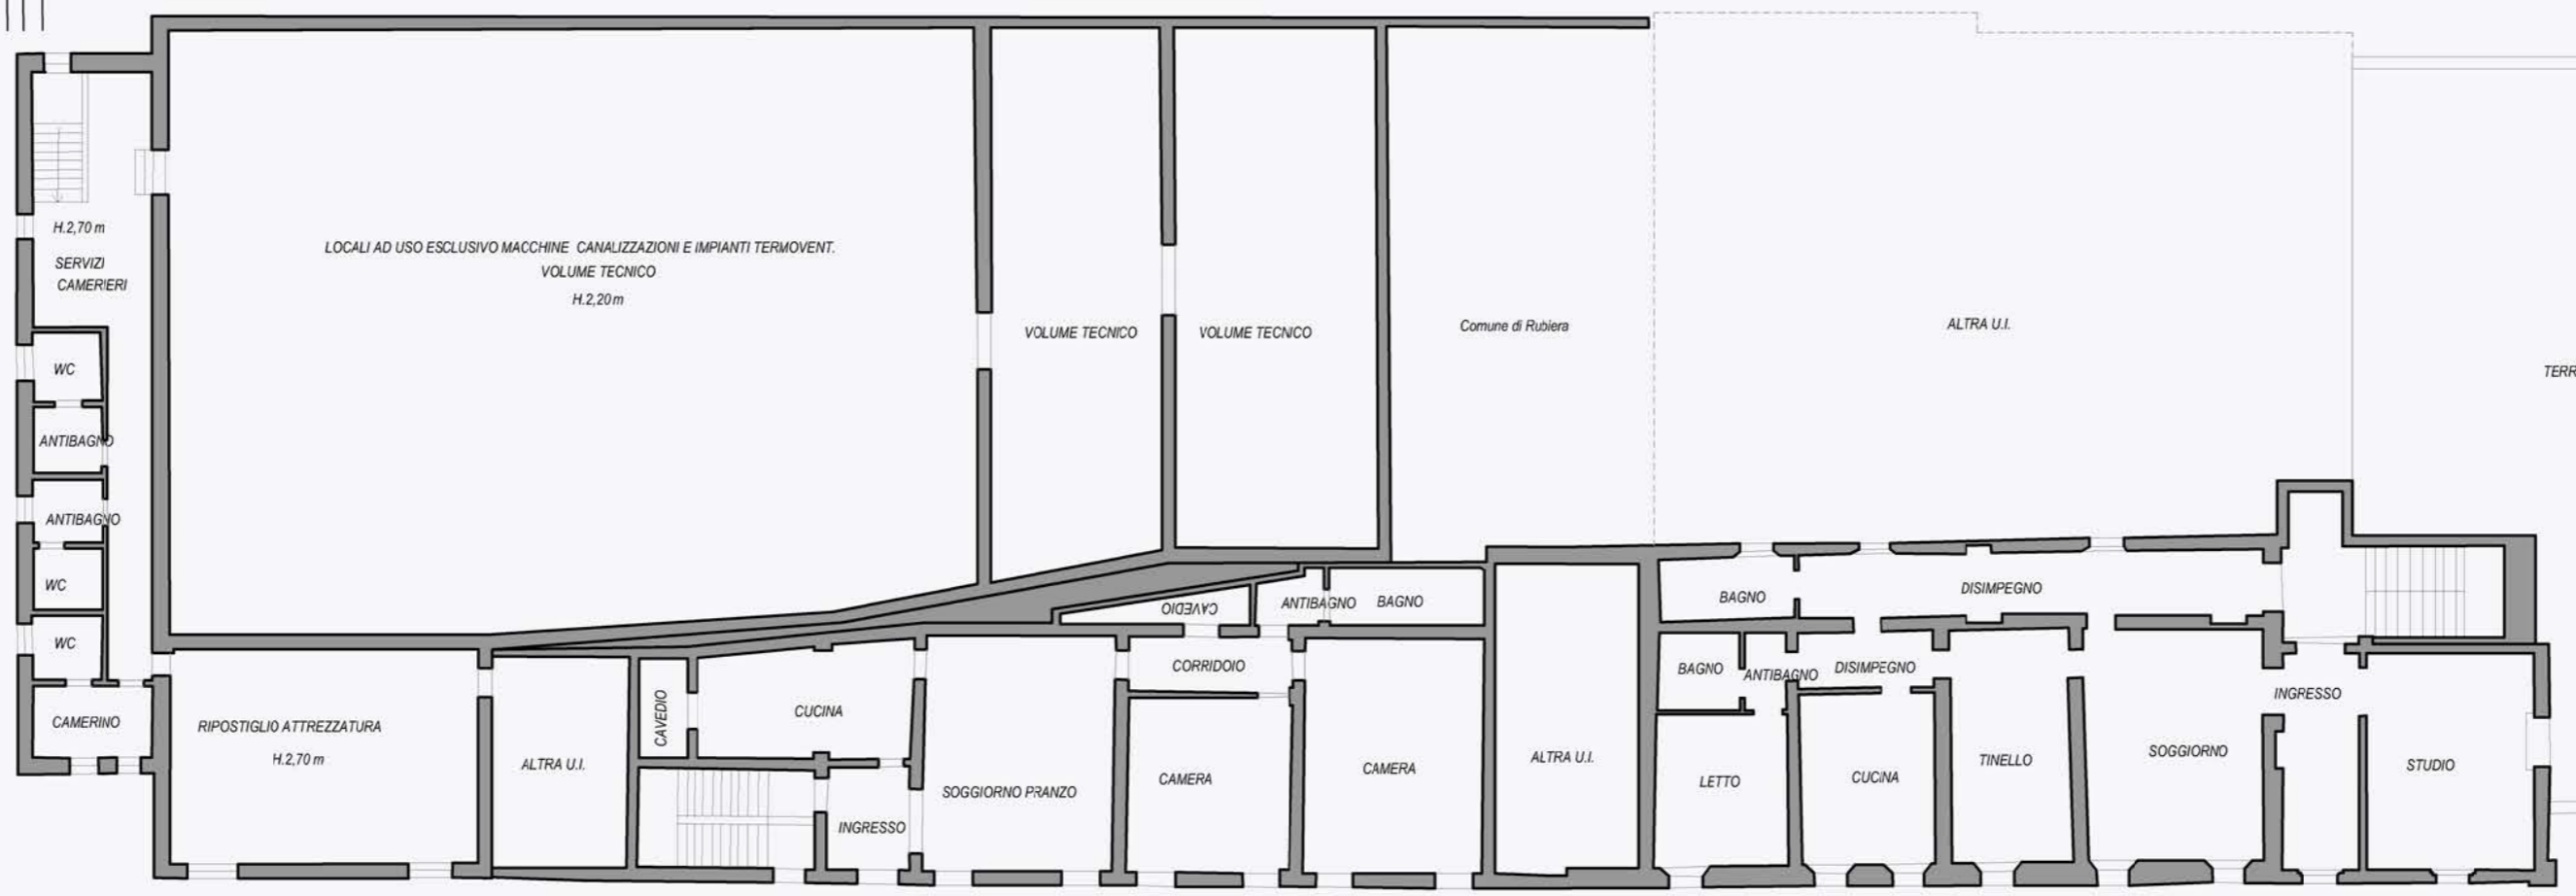 H.2,70 m
SERVIZI
CAMERIERI
WC
ANTIBAGNO
ANTIBAGNO
WC
WC
CAMERINO
LOCALI AD USO ESCLUSIVO MACCHINE CANALIZZAZIONI E IMPIANTI TERMOVENT.
VOLUME TECNICO
H.2,20 m
VOLUME TECNICO
VOLUME TECNICO
Comune di Rubiera
ALTRA U.I.
TERR
RIPOSTIGLIO ATTREZZATURA
H.2,70 m
ALTRA U.I.
CAVEDIO
CUCINA
INGRESSO
SOGGIORNO PRANZO
CAVEDIO
ANTIBAGNO
BAGNO
CORRIDOIO
CAMERA
CAMERA
ALTRA U.I.
BAGNO
DISIMPEGNO
BAGNO
ANTIBAGNO
DISIMPEGNO
LETTO
CUCINA
TINELLO
SOGGIORNO
INGRESSO
STUDIO